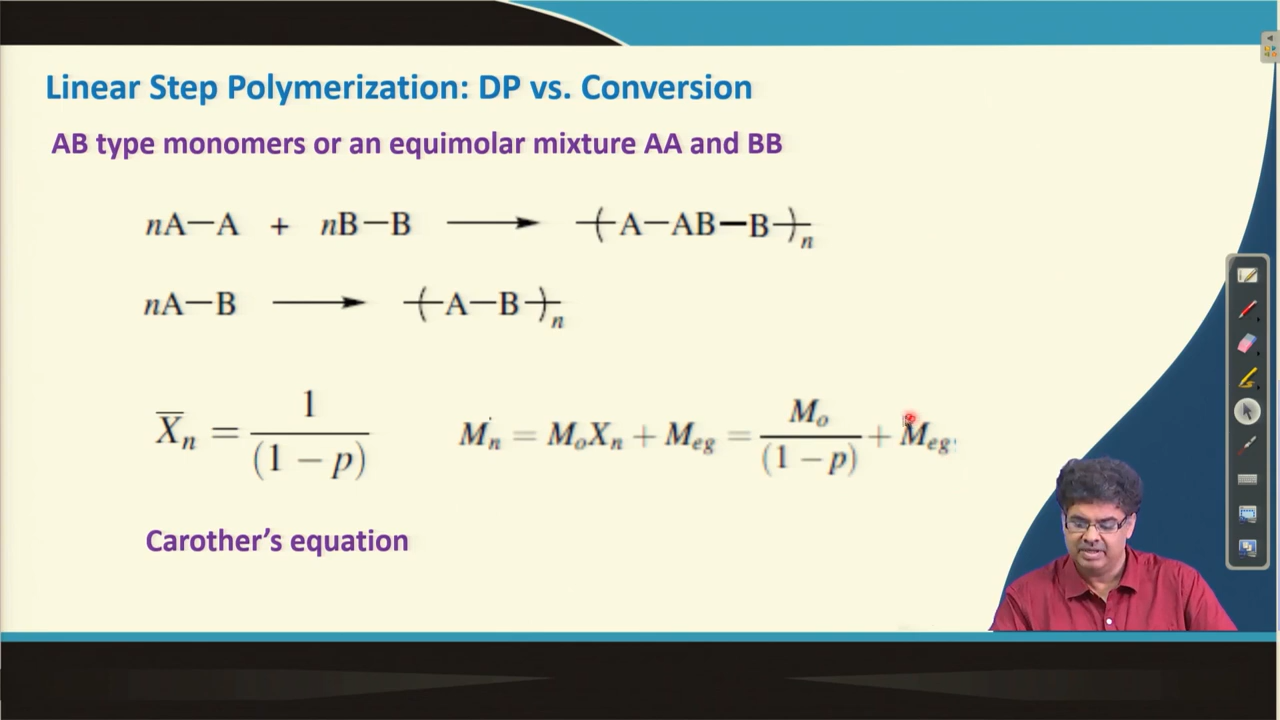 Linear Step Polymerization: DP vs. Conversion
AB type monomers or an equimolar mixture AA and BB
nA—A + nB—B ⟶ (A—AB—B)n
nA—B ⟶ (A—B)n
X̄n = 1/(1 − p) Mn = MoXn + Meg = Mo/(1 − p) + Meg
Carother's equation